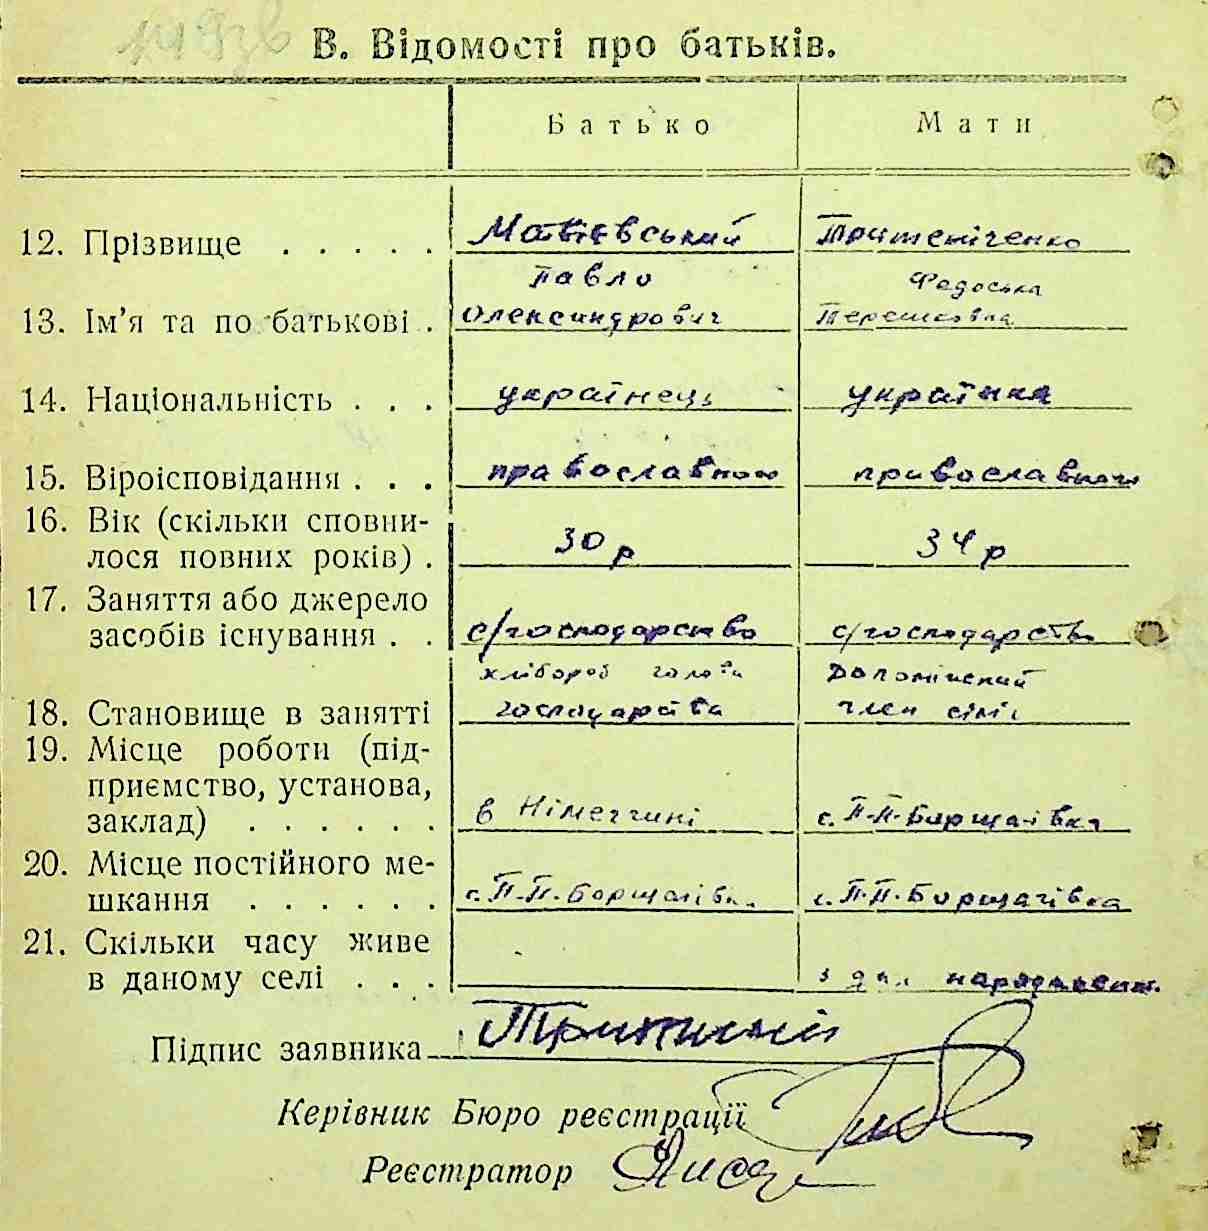 В. Відомості про батьків.
Батько Мати
12. Прізвище . . . . . Матвієвський
13. Ім'я та по батькові . Павло Олександрович Федоська
14. Національність . . . українець українка
15. Віроісповідання . . . православного православного
16. Вік (скільки сповни-
лося повних років) . 30 р 34 р
17. Заняття або джерело
засобів існування . . с/господарство с/господарство
хлібороб голова
18. Становище в занятті господарства член сімї
19. Місце роботи (під-
приємство, установа,
заклад) . . . . . . в Німеччині с. П-П-Борщагівка
20. Місце постійного ме-
шкання . . . . . . с. П-П-Борщагівка с. П-П-Борщагівка
21. Скільки часу живе
в даному селі . . . з дня народження
Підпис заявника
Керівник Бюро реєстрації
Реєстратор